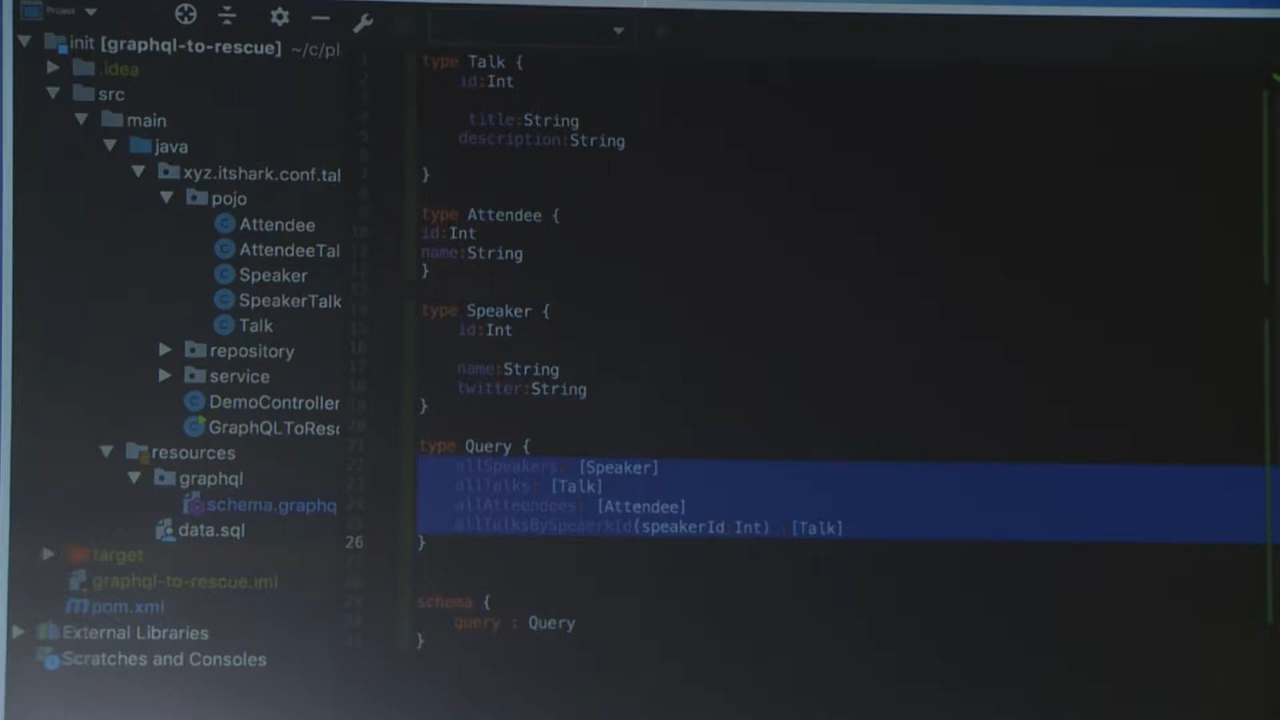 Project
init [graphql-to-rescue] ~/c/pl
.idea
src
main
java
xyz.itshark.conf.tal
pojo
Attendee
AttendeeTal
Speaker
SpeakerTalk
Talk
repository
service
DemoController
GraphQLToResc
resources
graphql
schema.graphq
data.sql
target
graphql-to-rescue.iml
pom.xml
External Libraries
Scratches and Consoles
type Talk {
id:Int
title:String
description:String
}
type Attendee {
id:Int
name:String
}
type Speaker {
id:Int
name:String
twitter:String
}
type Query {
allSpeakers: [Speaker]
allTalks: [Talk]
[Attendee]
(speakerId:Int) :[Talk]
26 }
schema {
query : Query
}